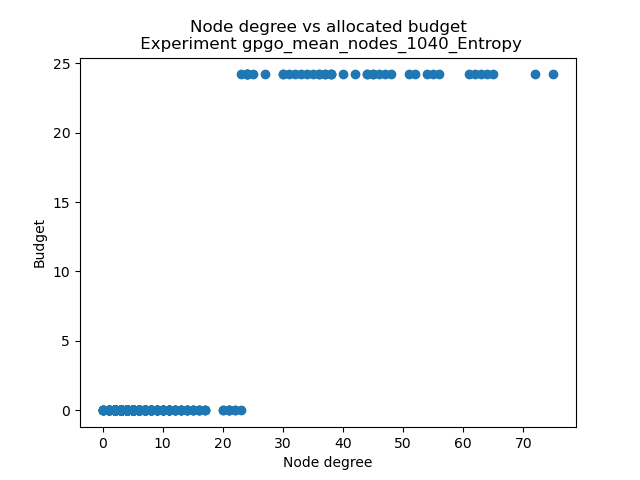 Node degree vs allocated budget
Experiment gpgo_mean_nodes_1040_Entropy
25
20
15
10
5
0
Budget
0 10 20 30 40 50 60 70
Node degree